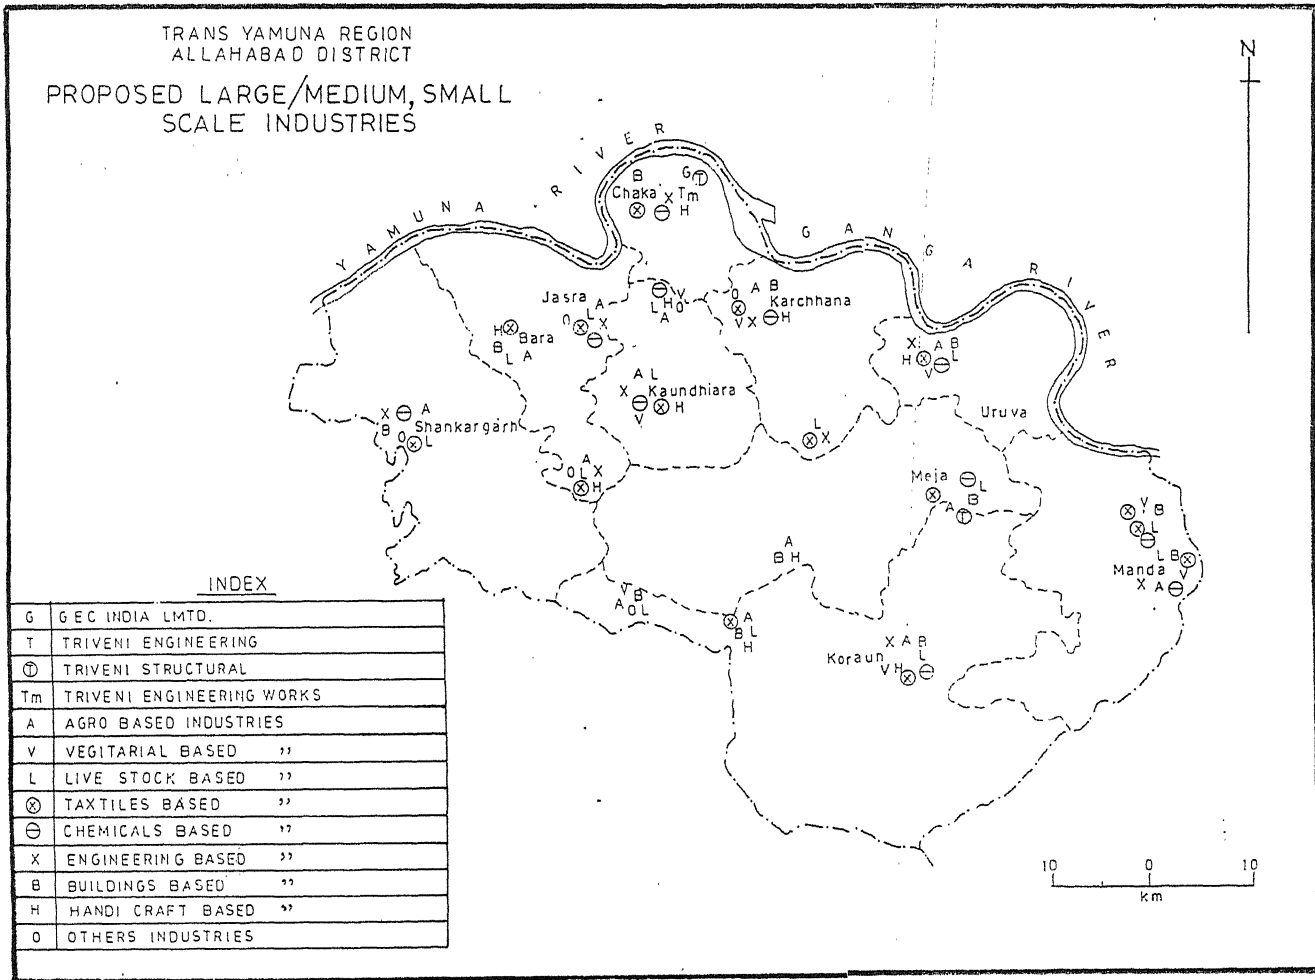 TRANS YAMUNA REGION
ALLAHABAD DISTRICT
PROPOSED LARGE/MEDIUM, SMALL
SCALE INDUSTRIES
N
YAMUNA RIVER
GANGA RIVER
B
G Ⓣ
Chaka X Tm
ⓧ ⊖ H
Jasra A
O L X
ⓧ ⊖
⊖ H V
L A O
O A B
ⓧ Karchhana
V X ⊖ H
H ⓧ Bara
B L A
X A B
H ⓧ ⊖ L
V
A L
X Kaundhiara
⊖ ⓧ H
V
X ⊖ A
B Shankargarh
O ⓧ L
Uruva
L
ⓧ X
A
O L X
ⓧ H
Meja ⊖ L
ⓧ B
A Ⓣ
ⓧ V B
ⓧ L
⊖
L B ⓧ
Manda V
X A ⊖
A
B H
V B
A O L
ⓧ A
B L
H
X A B
Koraun L
V H ⓧ ⊖
INDEX
G GEC INDIA LMTD.
T TRIVENI ENGINEERING
Ⓣ TRIVENI STRUCTURAL
Tm TRIVENI ENGINEERING WORKS
A AGRO BASED INDUSTRIES
V VEGITARIAL BASED ,,
L LIVE STOCK BASED ,,
ⓧ TAXTILES BASED ,,
⊖ CHEMICALS BASED ,,
X ENGINEERING BASED ,,
B BUILDINGS BASED ,,
H HANDI CRAFT BASED ,,
O OTHERS INDUSTRIES
10 0 10
km